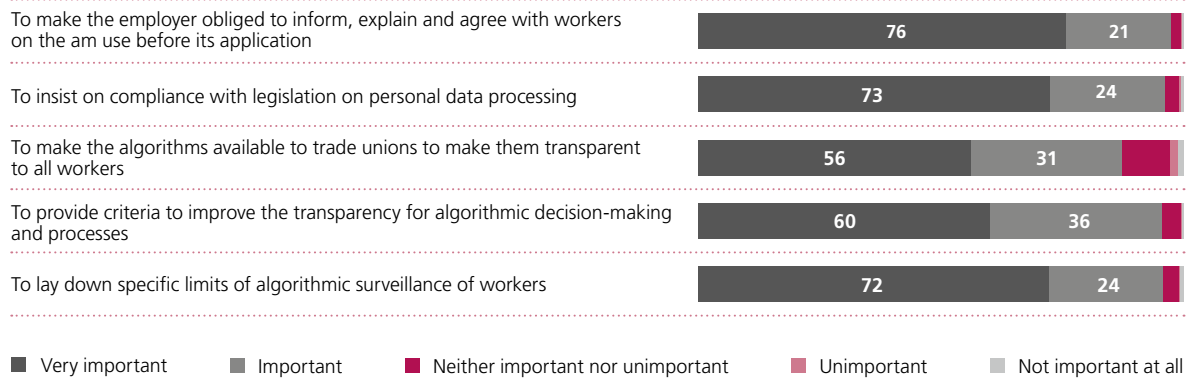 To make the employer obliged to inform, explain and agree with workers
on the am use before its application
76 21
To insist on compliance with legislation on personal data processing
73 24
To make the algorithms available to trade unions to make them transparent
to all workers
56 31
To provide criteria to improve the transparency for algorithmic decision-making
and processes
60 36
To lay down specific limits of algorithmic surveillance of workers
72 24
Very important Important Neither important nor unimportant Unimportant Not important at all